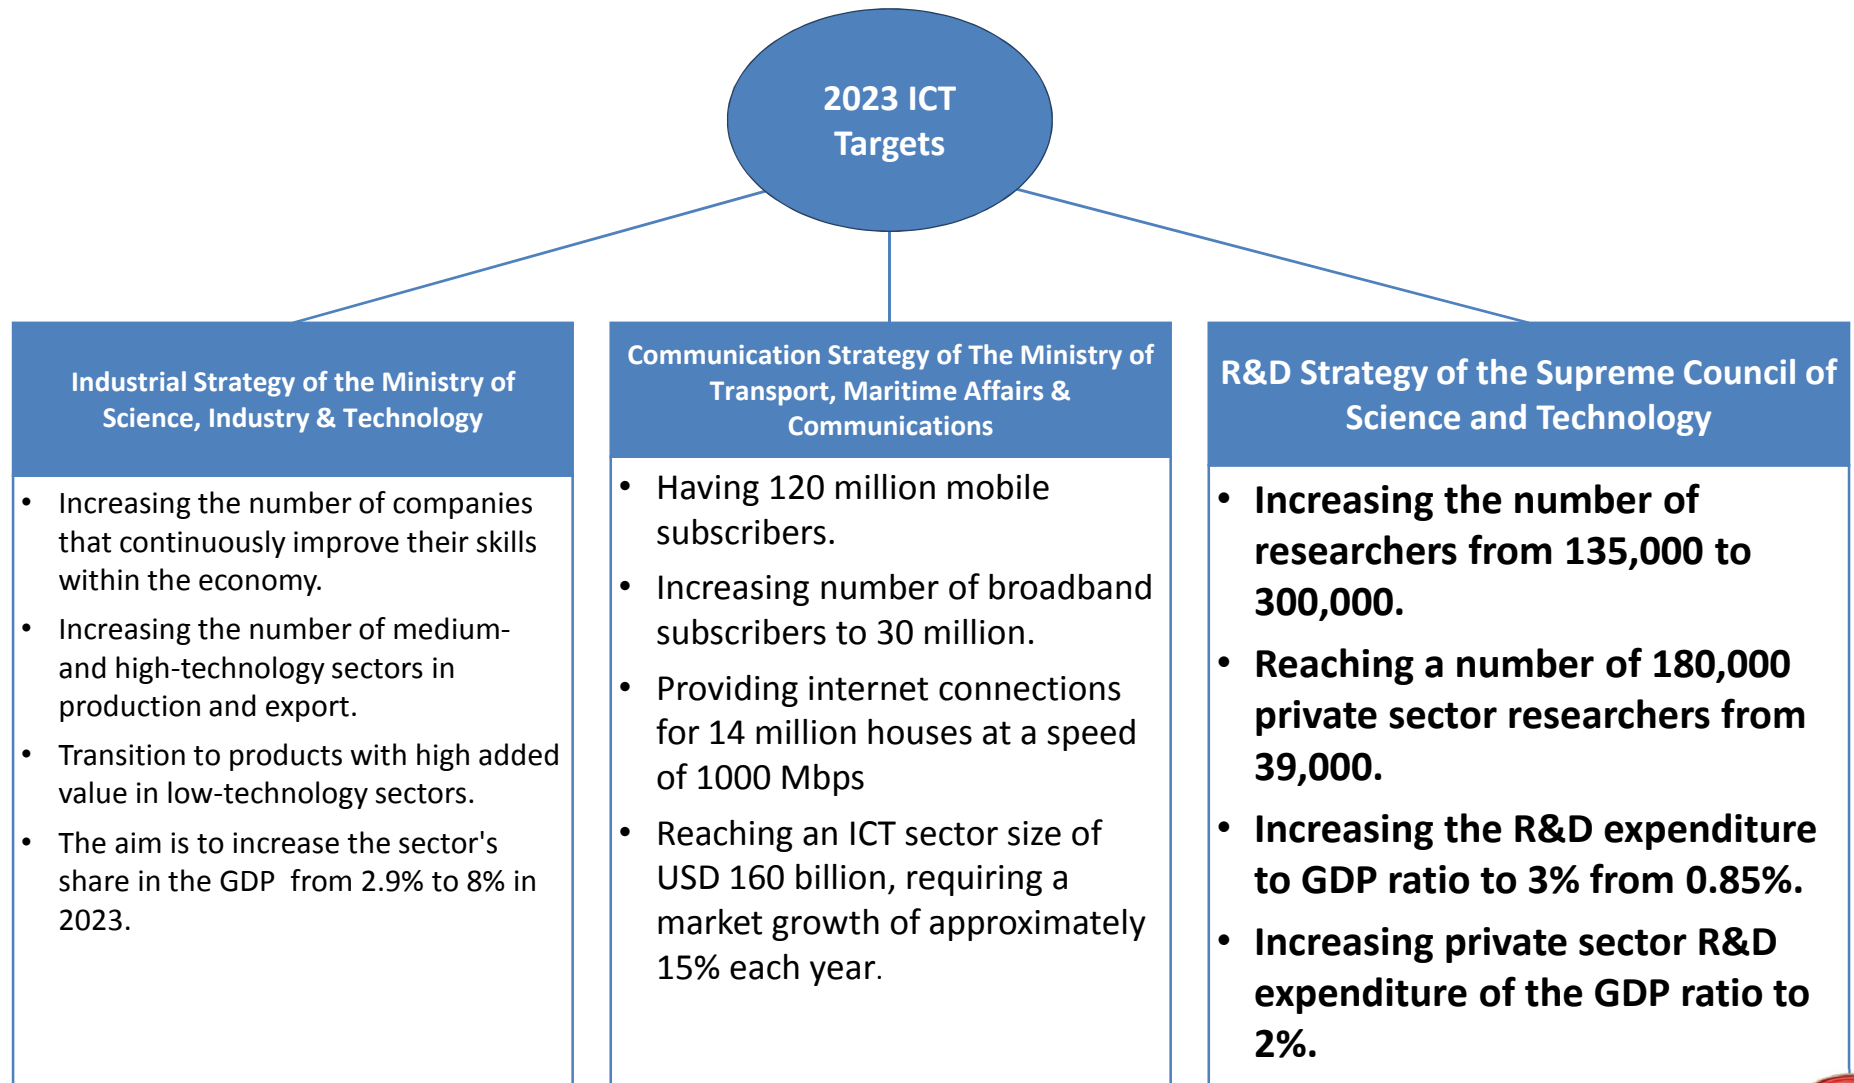 2023 ICT
Targets
Industrial Strategy of the Ministry of
Science, Industry & Technology
• Increasing the number of companies
that continuously improve their skills
within the economy.
• Increasing the number of medium-
and high-technology sectors in
production and export.
• Transition to products with high added
value in low-technology sectors.
• The aim is to increase the sector's
share in the GDP from 2.9% to 8% in
2023.
Communication Strategy of The Ministry of
Transport, Maritime Affairs &
Communications
• Having 120 million mobile
subscribers.
• Increasing number of broadband
subscribers to 30 million.
• Providing internet connections
for 14 million houses at a speed
of 1000 Mbps
• Reaching an ICT sector size of
USD 160 billion, requiring a
market growth of approximately
15% each year.
R&D Strategy of the Supreme Council of
Science and Technology
• Increasing the number of
researchers from 135,000 to
300,000.
• Reaching a number of 180,000
private sector researchers from
39,000.
• Increasing the R&D expenditure
to GDP ratio to 3% from 0.85%.
• Increasing private sector R&D
expenditure of the GDP ratio to
2%.